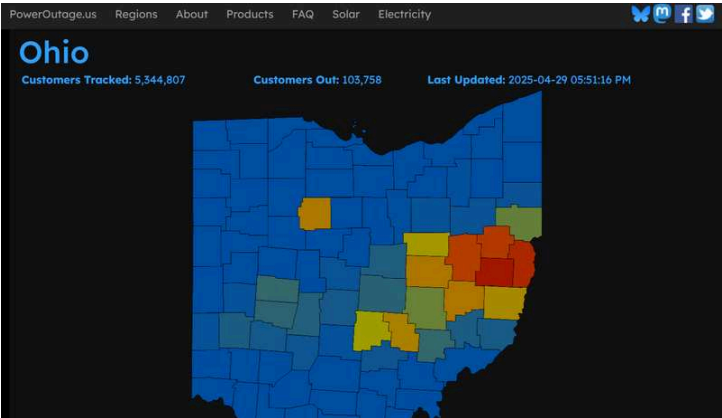 PowerOutage.us Regions About Products FAQ Solar Electricity
Ohio
Customers Tracked: 5,344,807 Customers Out: 103,758 Last Updated: 2025-04-29 05:51:16 PM